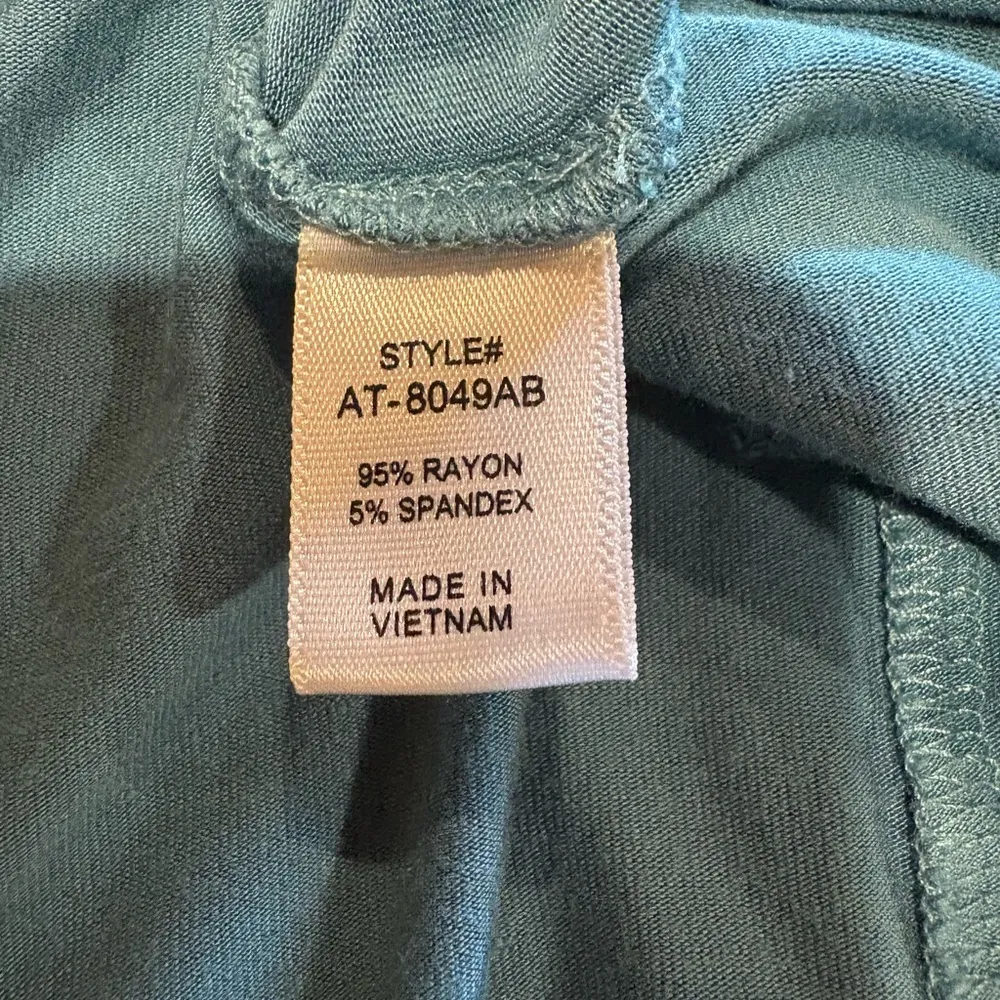 STYLE#
AT-8049AB
95% RAYON
5% SPANDEX
MADE IN
VIETNAM